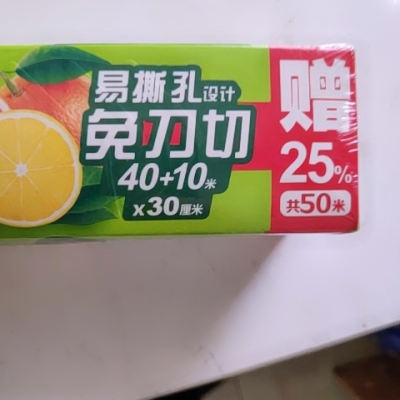 易撕孔设计
免刀切
40+10米
x30厘米
赠
25%
共50米